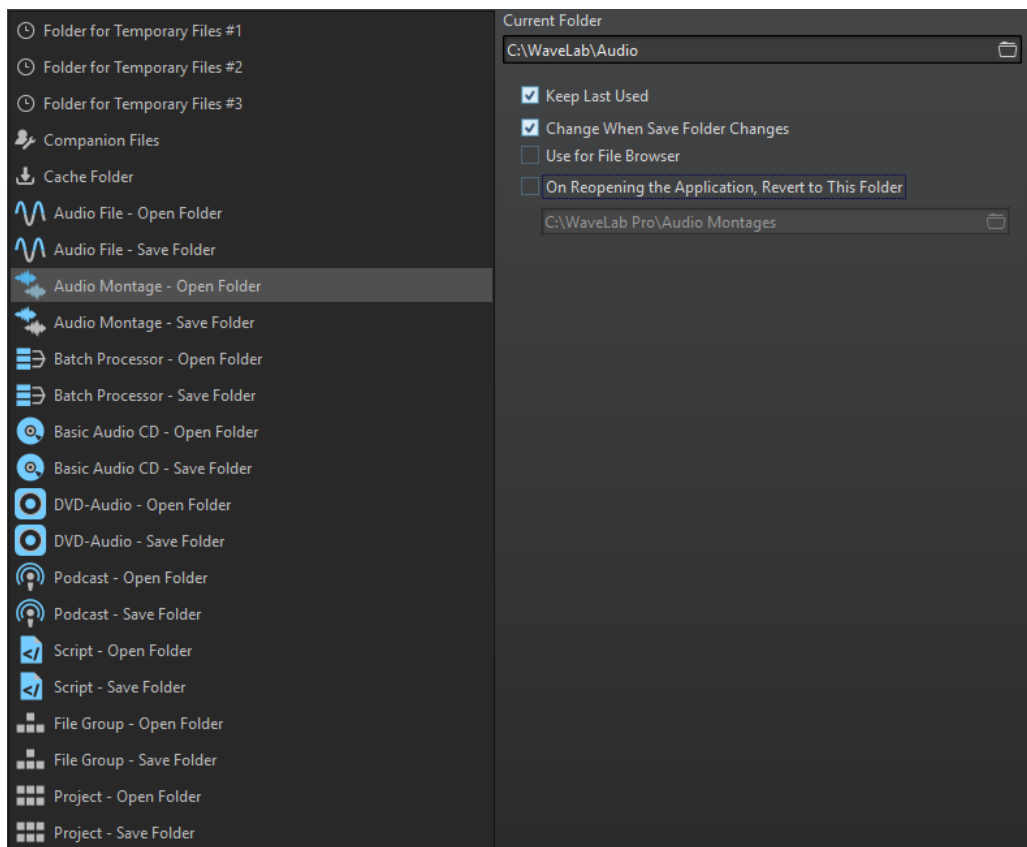 Folder for Temporary Files #1
Folder for Temporary Files #2
Folder for Temporary Files #3
Companion Files
Cache Folder
Audio File - Open Folder
Audio File - Save Folder
Audio Montage - Open Folder
Audio Montage - Save Folder
Batch Processor - Open Folder
Batch Processor - Save Folder
Basic Audio CD - Open Folder
Basic Audio CD - Save Folder
DVD-Audio - Open Folder
DVD-Audio - Save Folder
Podcast - Open Folder
Podcast - Save Folder
Script - Open Folder
Script - Save Folder
File Group - Open Folder
File Group - Save Folder
Project - Open Folder
Project - Save Folder
Current Folder
C:\WaveLab\Audio
Keep Last Used
Change When Save Folder Changes
Use for File Browser
On Reopening the Application, Revert to This Folder
C:\WaveLab Pro\Audio Montages